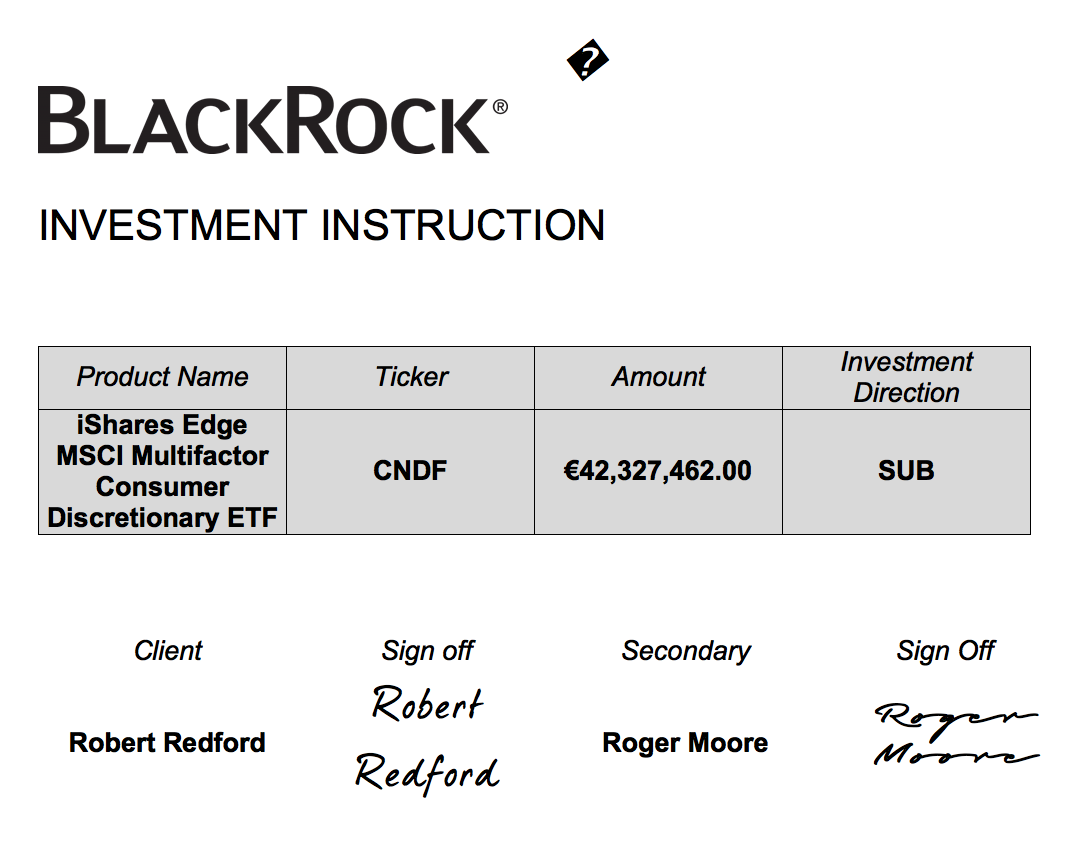 �
BLACKROCK®
INVESTMENT INSTRUCTION
Product Name
Ticker
Amount
Investment
Direction
iShares Edge
MSCI Multifactor
Consumer
Discretionary ETF
CNDF
€42,327,462.00
SUB
Client
Sign off
Secondary
Sign Off
Robert Redford
Robert
Redford
Roger Moore
Roger
Moore